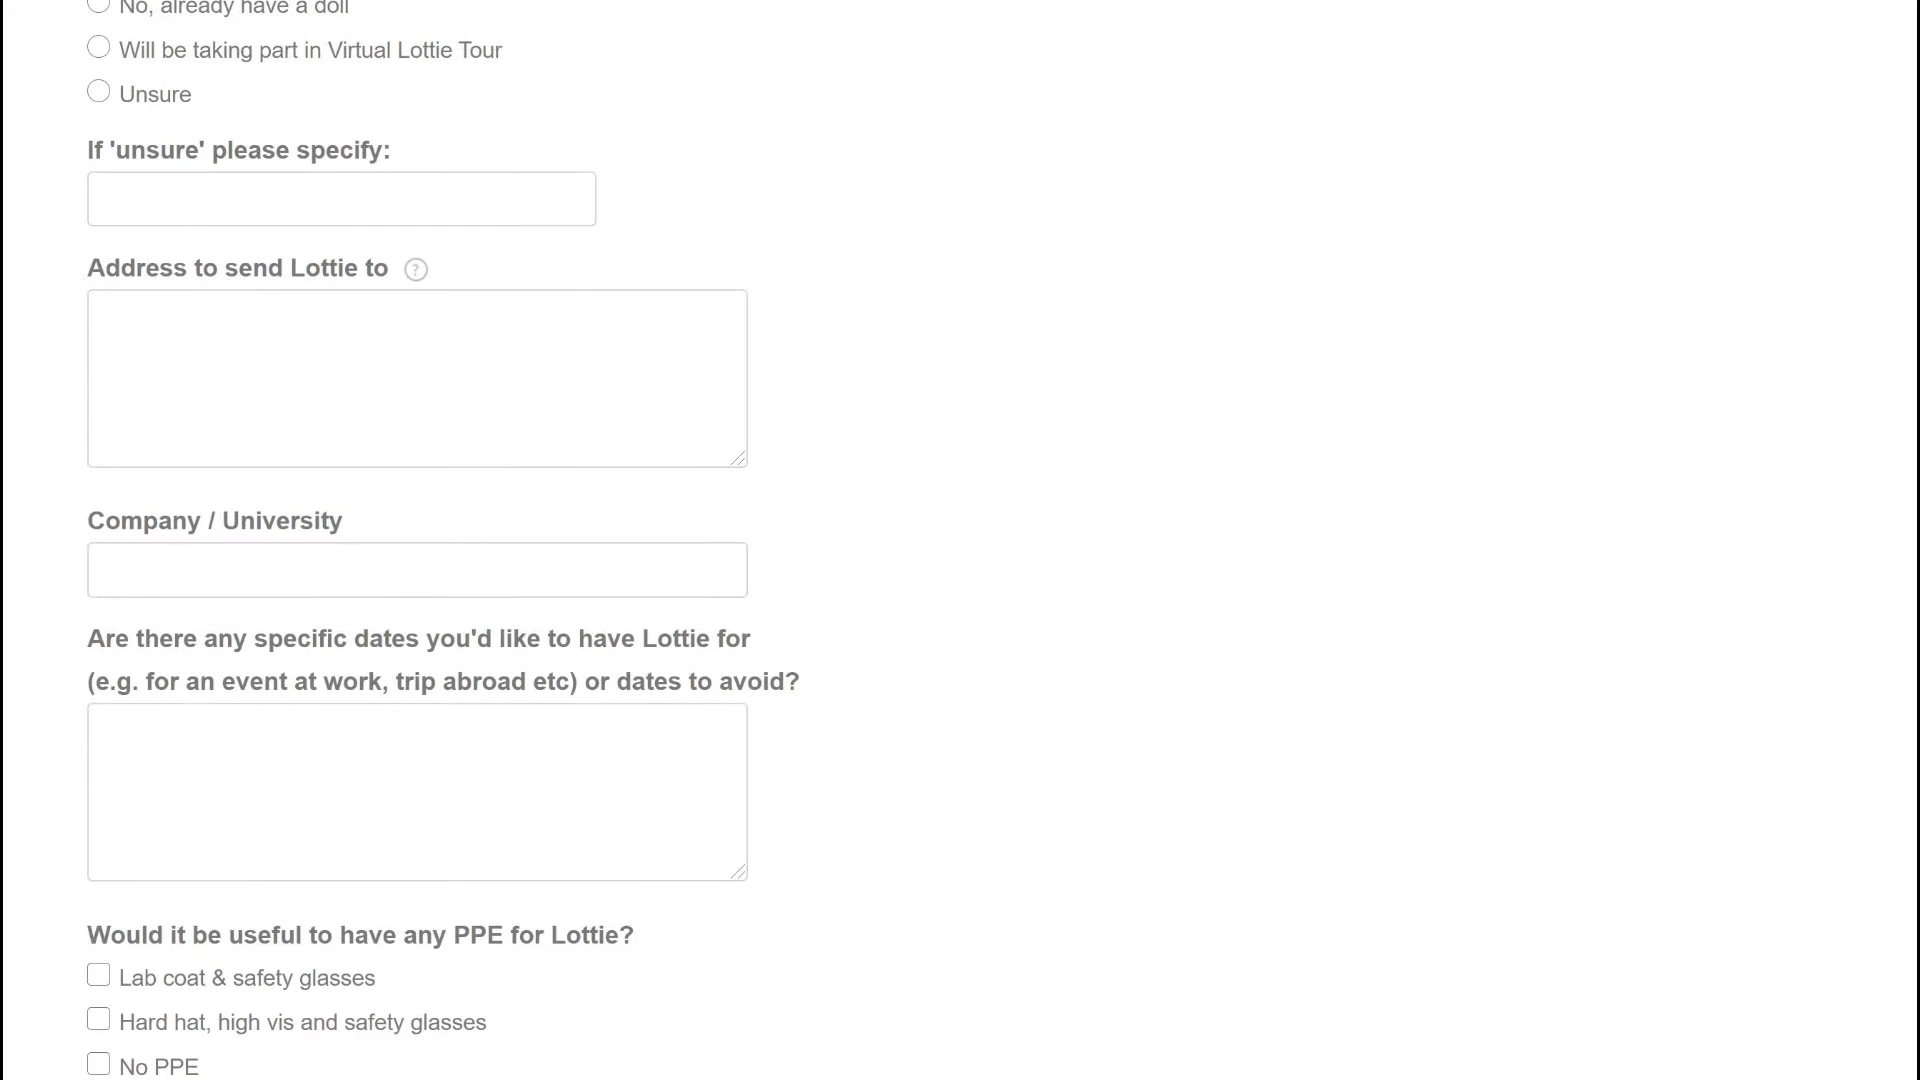 No, already have a doll
Will be taking part in Virtual Lottie Tour
Unsure
If 'unsure' please specify:
Address to send Lottie to ?
Company / University
Are there any specific dates you'd like to have Lottie for
(e.g. for an event at work, trip abroad etc) or dates to avoid?
Would it be useful to have any PPE for Lottie?
Lab coat & safety glasses
Hard hat, high vis and safety glasses
No PPE